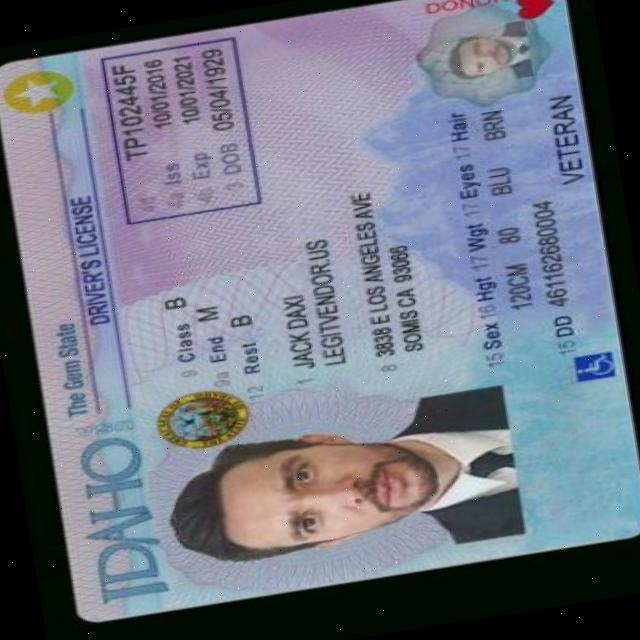 IDAHO
The Gem State
DRIVER'S LICENSE
DONOR
TP102445F
4a Iss 10/01/2016
4b Exp 10/01/2021
3 DOB 05/04/1929
9 Class B
9a End M
12 Rest B
1 JACK DAXI
LEGITVENDOR.US
8 3838 E LOS ANGELES AVE
SOMIS CA 93066
15 Sex 16 Hgt 17 Wgt 17 Eyes 17 Hair
120CM 80 BLU BRN
15 DD 461162680004
VETERAN